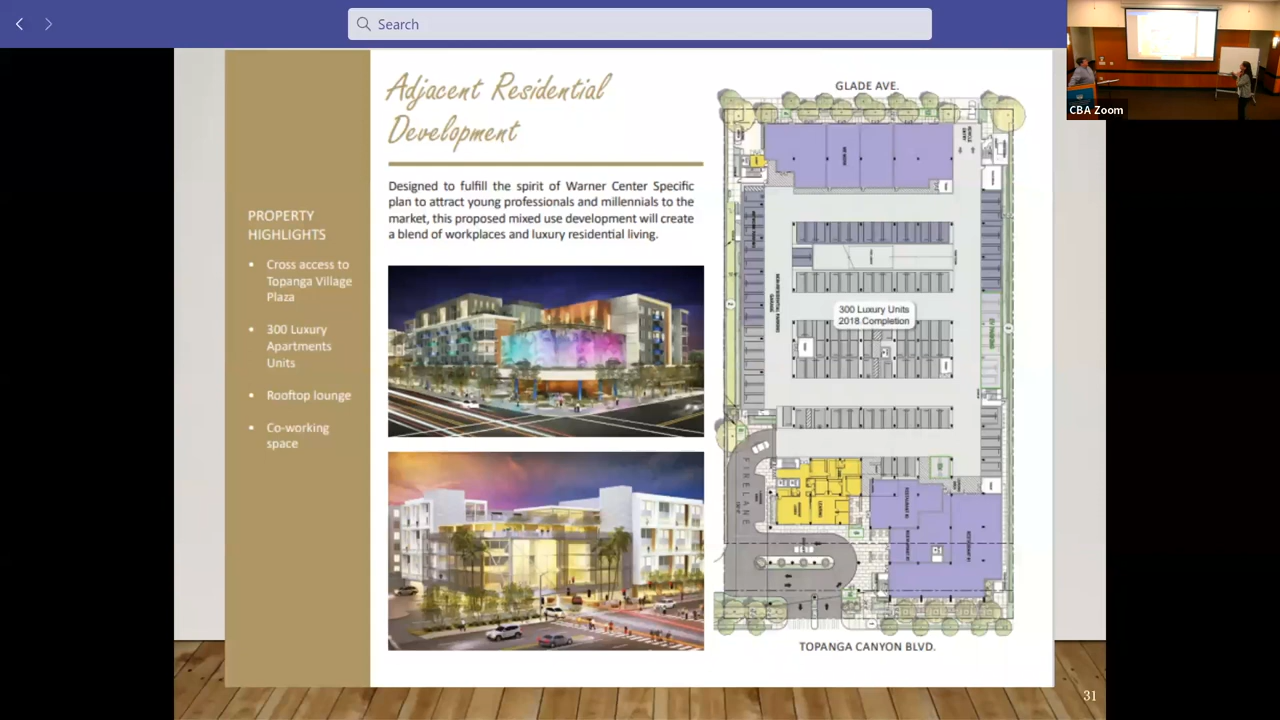 Search
CBA Zoom
Adjacent Residential
Development
Designed to fulfill the spirit of Warner Center Specific
plan to attract young professionals and millennials to the
market, this proposed mixed use development will create
a blend of workplaces and luxury residential living.
PROPERTY
HIGHLIGHTS
• Cross access to
Topanga Village
Plaza
• 300 Luxury
Apartments
Units
• Rooftop lounge
• Co-working
space
GLADE AVE.
300 Luxury Units
2018 Completion
FIRELANE
LEASING
TOPANGA CANYON BLVD.
31